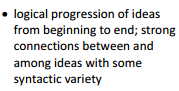 • logical progression of ideas
from beginning to end; strong
connections between and
among ideas with some
syntactic variety